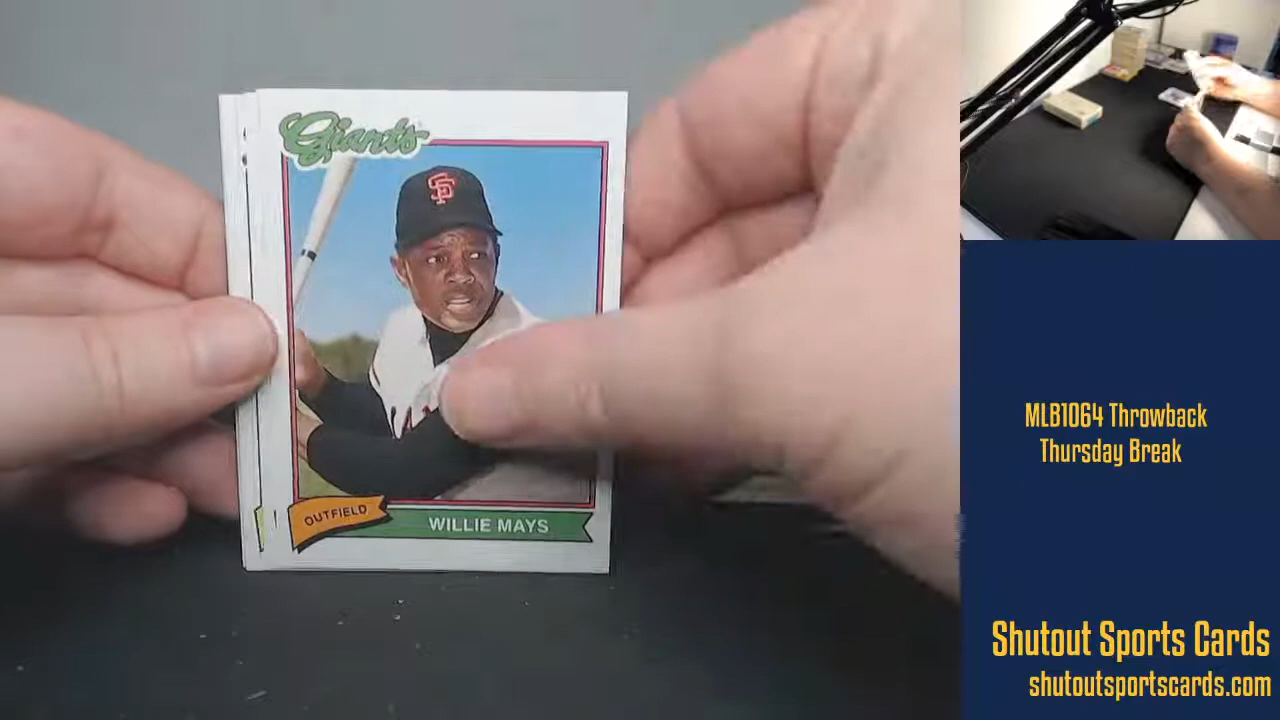 Giants
SF
OUTFIELD
WILLIE MAYS
MLB1064 Throwback
Thursday Break
Shutout Sports Cards
shutoutsportscards.com